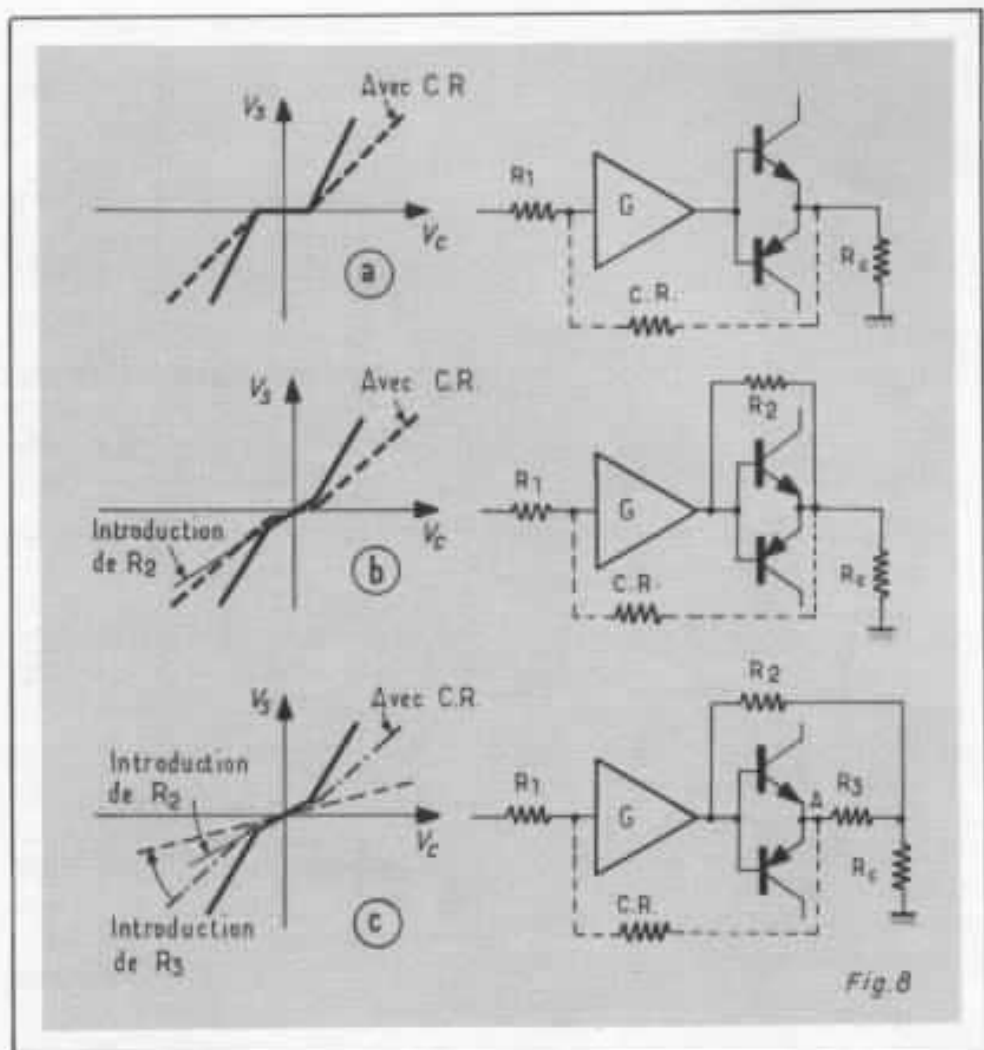 Vs
Avec C.R
Vc
a
R1
G
C.R.
Rc
Vs
Avec C.R.
Introduction
de R2
Vc
b
R2
R1
G
C.R.
Rc
Vs
Avec C.R.
Introduction
de R2
Vc
Introduction
de R3
c
R2
R1
G
A
R3
C.R.
Rc
Fig.8